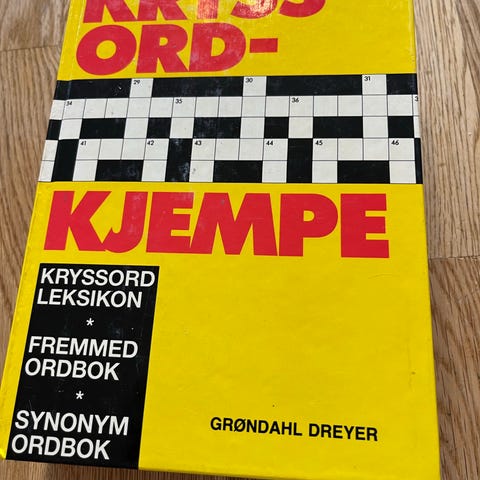 KRYSS
ORD-
29 30 31
34 35 36
41 42 43 44 45 46
KJEMPE
KRYSSORD
LEKSIKON
*
FREMMED
ORDBOK
*
SYNONYM
ORDBOK
GRØNDAHL DREYER